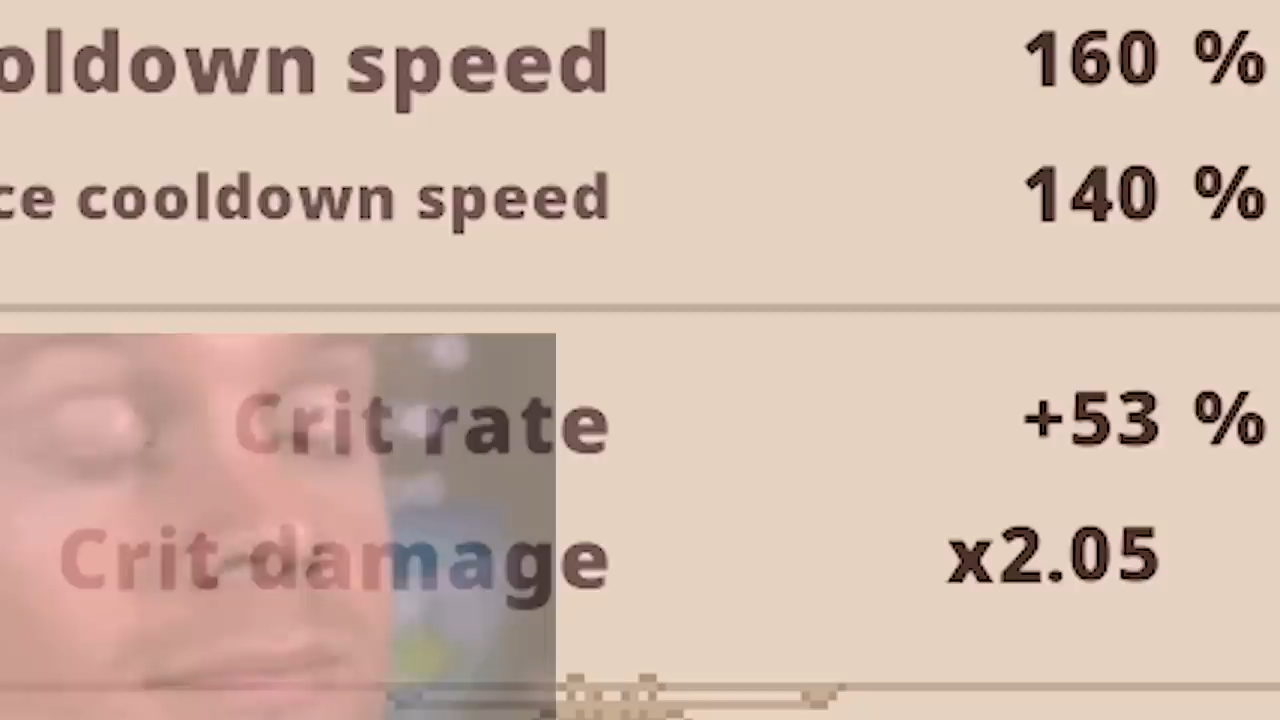 oldown speed 160 %
ce cooldown speed 140 %
Crit rate +53 %
Crit damage x2.05